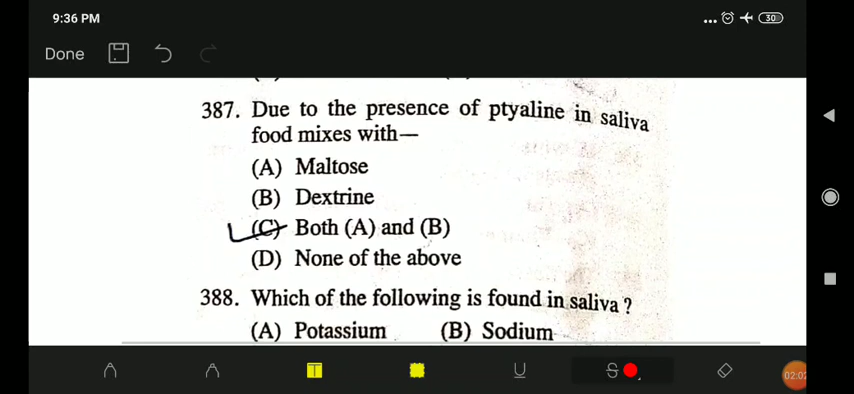 9:36 PM
30
Done
387. Due to the presence of ptyaline in saliva
food mixes with—
(A) Maltose
(B) Dextrine
(C) Both (A) and (B)
(D) None of the above
388. Which of the following is found in saliva ?
(A) Potassium (B) Sodium
T U S
02:02